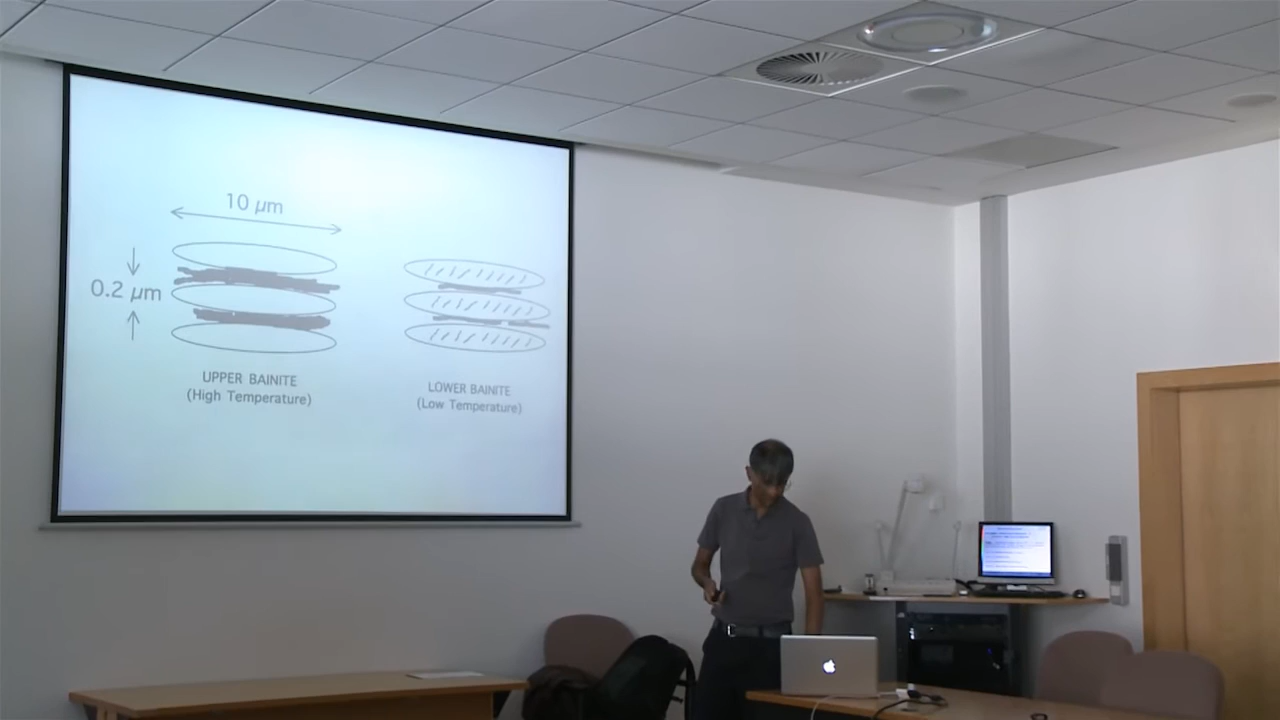 10 µm
0.2 µm
UPPER BAINITE
(High Temperature)
LOWER BAINITE
(Low Temperature)